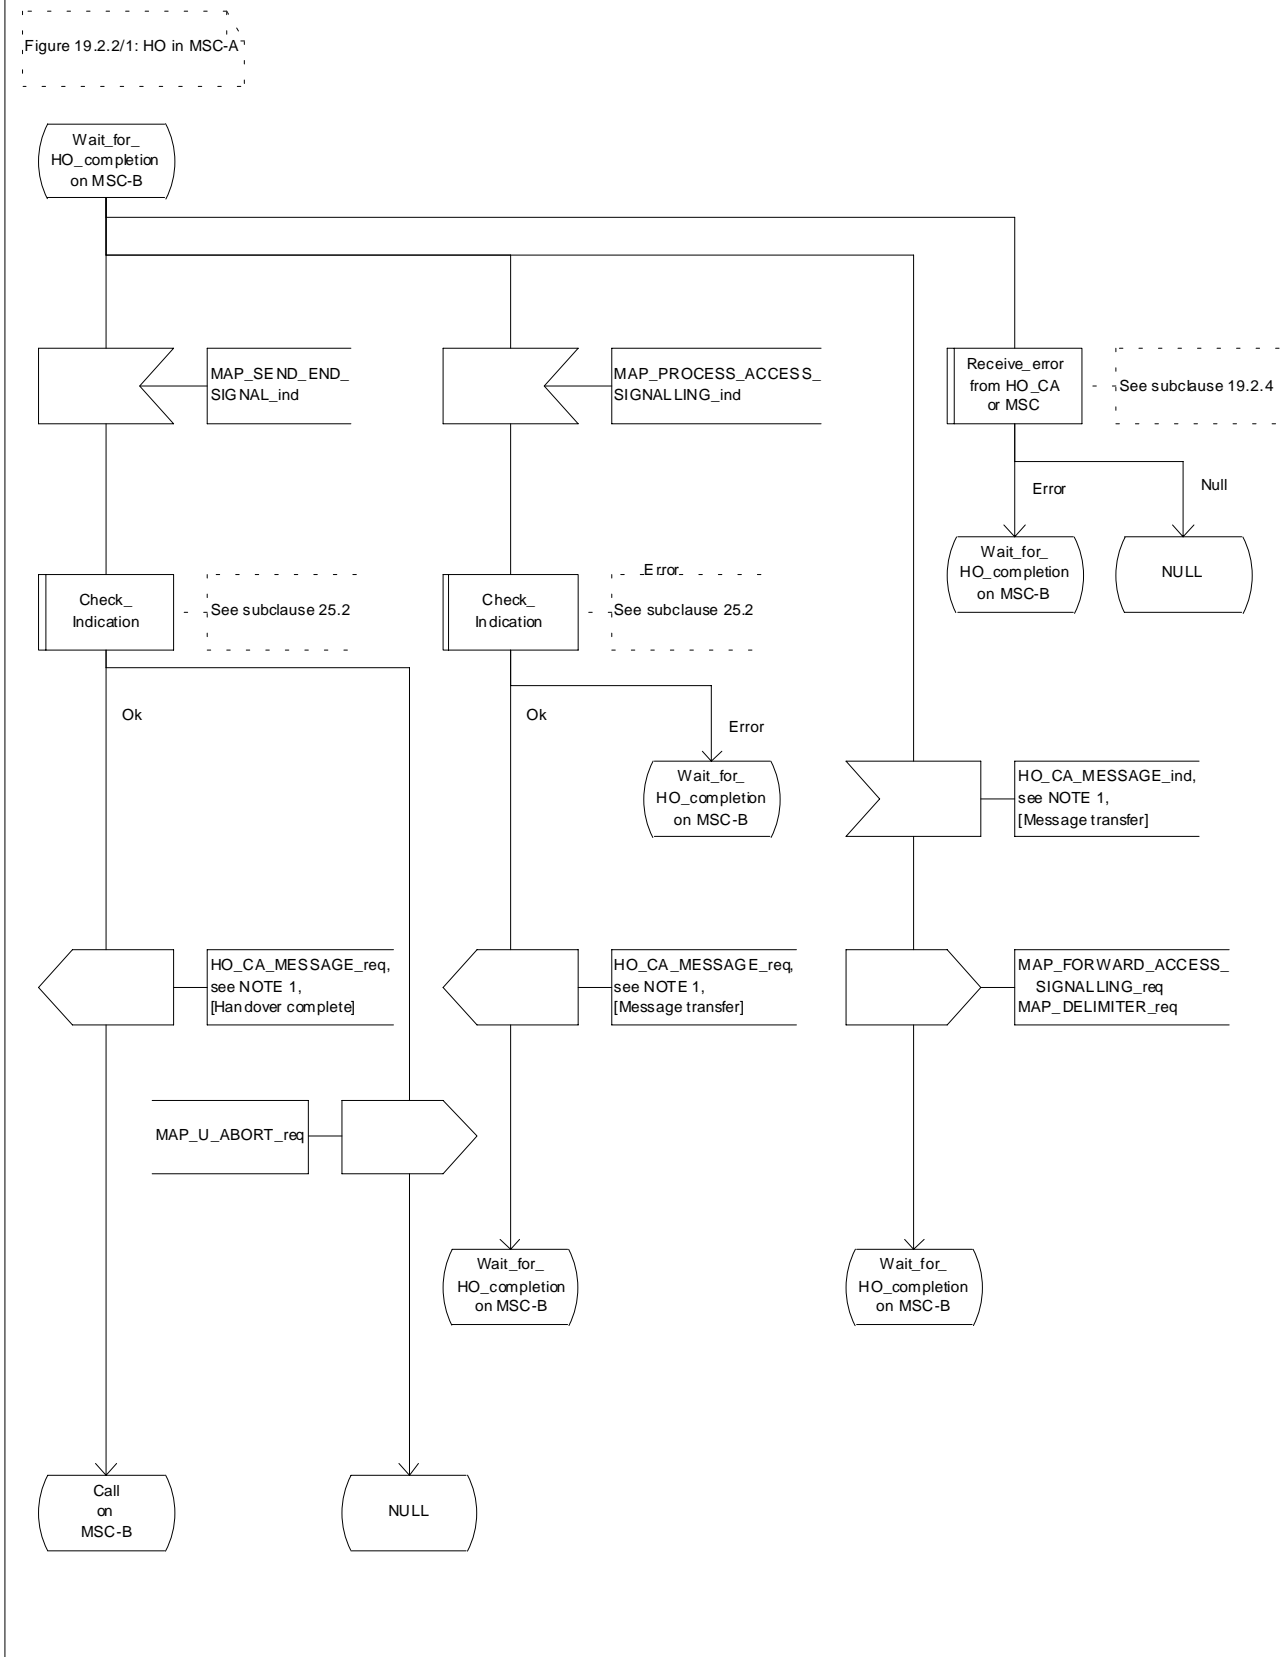 Figure 19.2.2/1: HO in MSC-A
Wait_for_
HO_completion
on MSC-B
MAP_SEND_END_
SIGNAL_ind
MAP_PROCESS_ACCESS_
SIGNALLING_ind
Receive_error
from HO_CA
or MSC
See subclause 19.2.4
Error
Null
Wait_for_
HO_completion
on MSC-B
NULL
Check_
Indication
See subclause 25.2
Error
Check_
Indication
See subclause 25.2
Ok
Ok
Error
Wait_for_
HO_completion
on MSC-B
HO_CA_MESSAGE_ind,
see NOTE 1,
[Message transfer]
HO_CA_MESSAGE_req,
see NOTE 1,
[Handover complete]
HO_CA_MESSAGE_req,
see NOTE 1,
[Message transfer]
MAP_FORWARD_ACCESS_
SIGNALLING_req
MAP_DELIMITER_req
MAP_U_ABORT_req
Wait_for_
HO_completion
on MSC-B
Wait_for_
HO_completion
on MSC-B
Call
on
MSC-B
NULL